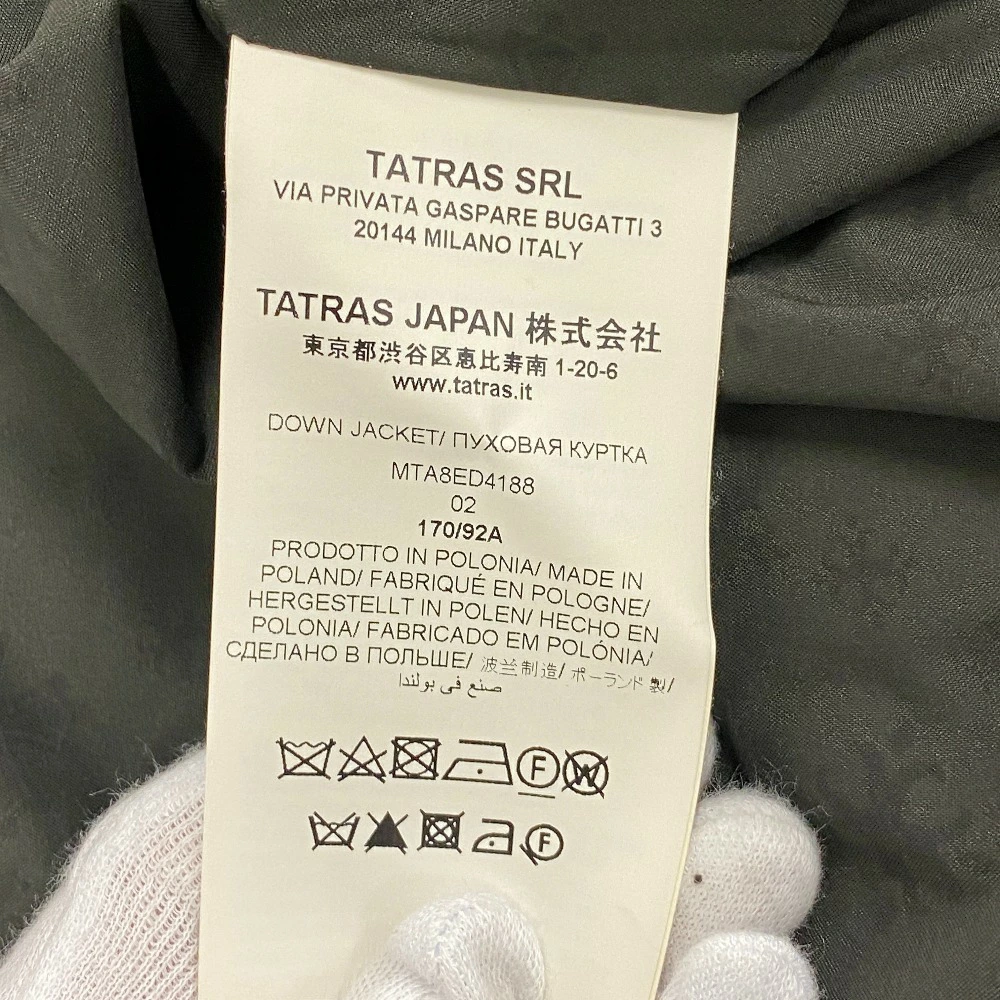 TATRAS SRL
VIA PRIVATA GASPARE BUGATTI 3
20144 MILANO ITALY
TATRAS JAPAN 株式会社
東京都渋谷区恵比寿南 1-20-6
www.tatras.it
DOWN JACKET/ ПУХОВАЯ КУРТКА
MTA8ED4188
02
170/92A
PRODOTTO IN POLONIA/ MADE IN
POLAND/ FABRIQUÉ EN POLOGNE/
HERGESTELLT IN POLEN/ HECHO EN
POLONIA/ FABRICADO EM POLÓNIA/
СДЕЛАНО В ПОЛЬШЕ/ 波兰制造/ ポーランド製/
صنع في بولندا
F W
F